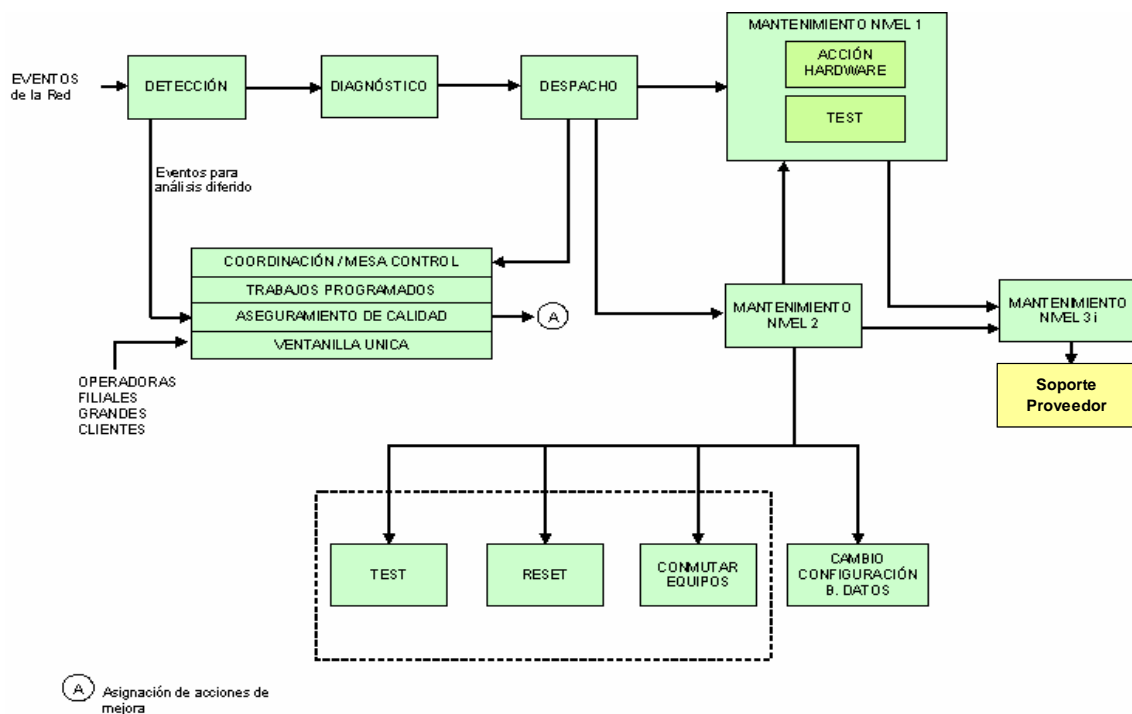 MANTENIMIENTO NIVEL 1
ACCIÓN
HARDWARE
TEST
EVENTOS
de la Red
DETECCIÓN
DIAGNÓSTICO
DESPACHO
Eventos para
análisis diferido
COORDINACIÓN / MESA CONTROL
TRABAJOS PROGRAMADOS
ASEGURAMIENTO DE CALIDAD
A
VENTANILLA UNICA
OPERADORAS
FILIALES
GRANDES
CLIENTES
MANTENIMIENTO
NIVEL 2
MANTENIMIENTO
NIVEL 3 i
Soporte
Proveedor
TEST
RESET
CONMUTAR
EQUIPOS
CAMBIO
CONFIGURACIÓN
B. DATOS
A
Asignación de acciones de
mejora